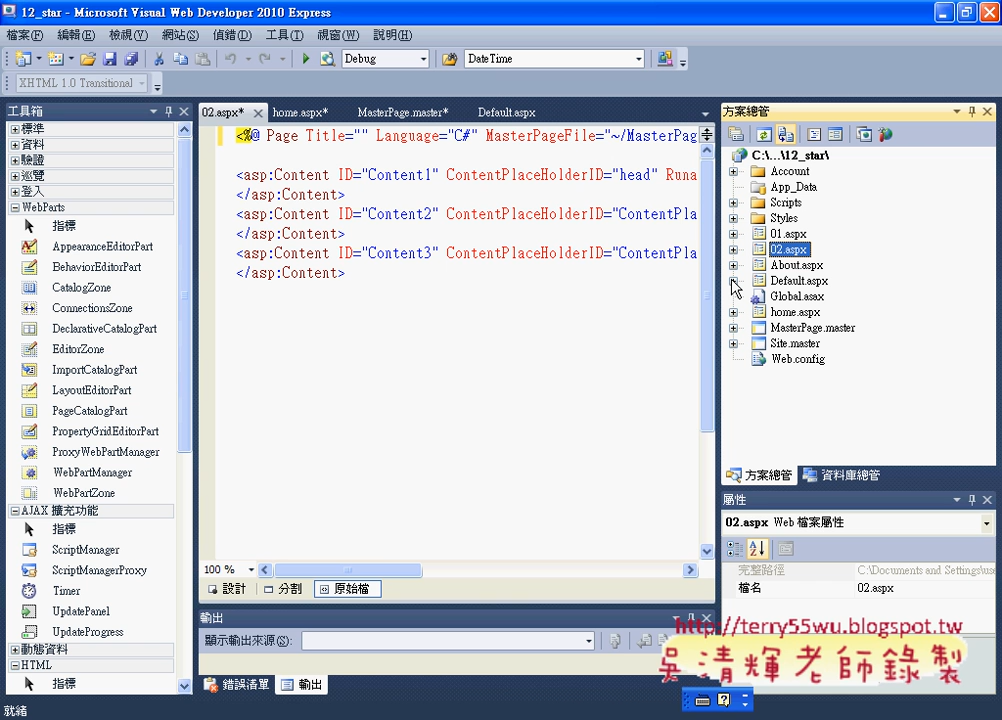 12_star - Microsoft Visual Web Developer 2010 Express
檔案(F) 編輯(E) 檢視(V) 網站(S) 偵錯(D) 工具(T) 視窗(W) 說明(H)
Debug DateTime
XHTML 1.0 Transitional
工具箱
標準
資料
驗證
巡覽
登入
WebParts
指標
AppearanceEditorPart
BehaviorEditorPart
CatalogZone
ConnectionsZone
DeclarativeCatalogPart
EditorZone
ImportCatalogPart
LayoutEditorPart
PageCatalogPart
PropertyGridEditorPart
ProxyWebPartManager
WebPartManager
WebPartZone
AJAX 擴充功能
指標
ScriptManager
ScriptManagerProxy
Timer
UpdatePanel
UpdateProgress
動態資料
HTML
指標
02.aspx* home.aspx* MasterPage.master* Default.aspx
<%@ Page Title="" Language="C#" MasterPageFile="~/MasterPag
<asp:Content ID="Content1" ContentPlaceHolderID="head" Runa
</asp:Content>
<asp:Content ID="Content2" ContentPlaceHolderID="ContentPla
</asp:Content>
<asp:Content ID="Content3" ContentPlaceHolderID="ContentPla
</asp:Content>
100 %
設計 分割 原始檔
輸出
顯示輸出來源(S):
錯誤清單 輸出
方案總管
C:\...\12_star\
Account
App_Data
Scripts
Styles
01.aspx
02.aspx
About.aspx
Default.aspx
Global.asax
home.aspx
MasterPage.master
Site.master
Web.config
方案總管 資料庫總管
屬性
02.aspx Web 檔案屬性
完整路徑 C:\Documents and Settings\use
檔名 02.aspx
http://terry55wu.blogspot.tw
吳清輝老師錄製
就緒